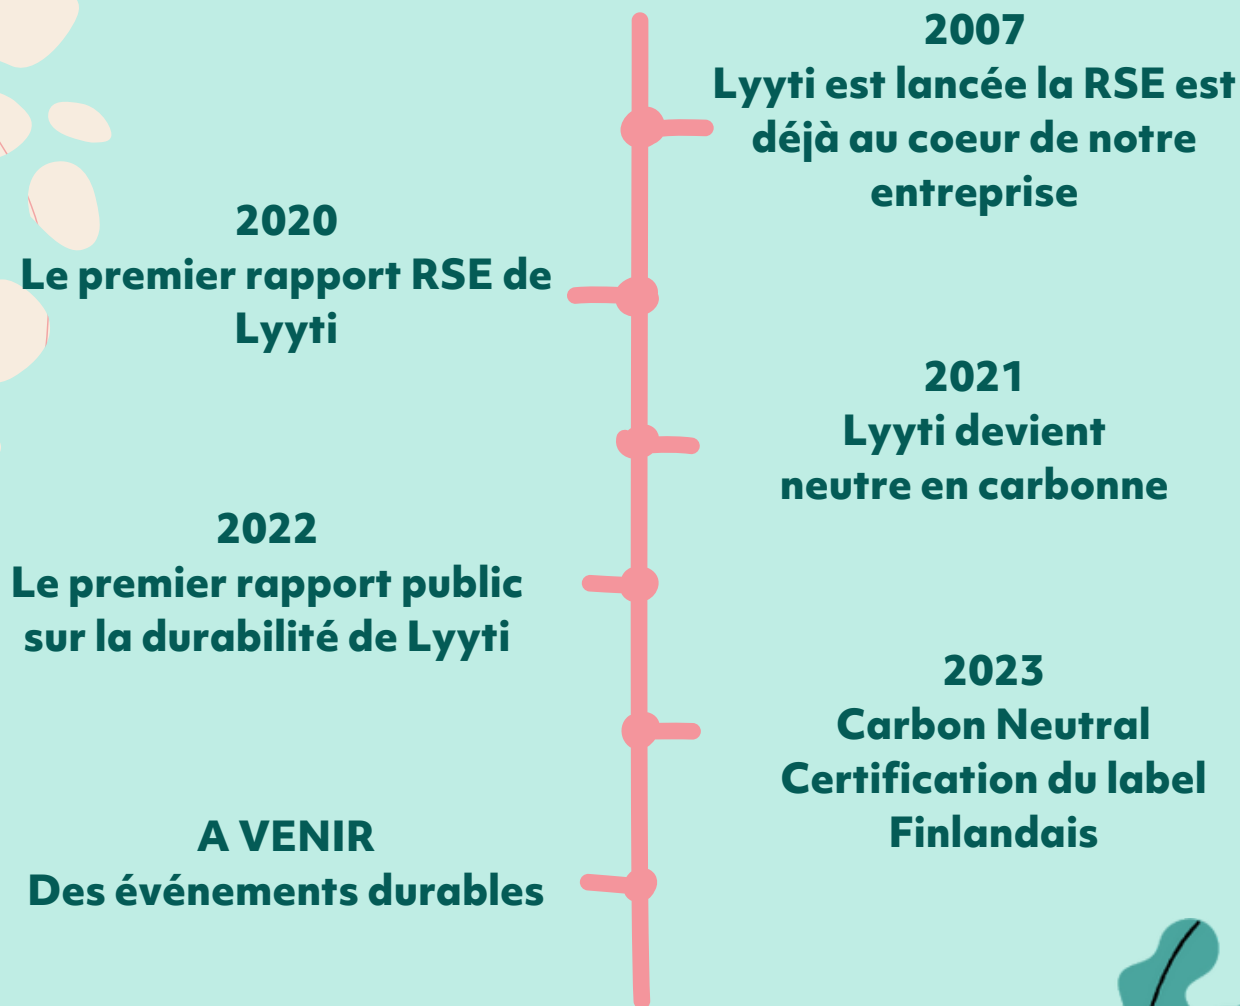 2007
Lyyti est lancée la RSE est
déjà au coeur de notre
entreprise
2020
Le premier rapport RSE de
Lyyti
2021
Lyyti devient
neutre en carbonne
2022
Le premier rapport public
sur la durabilité de Lyyti
2023
Carbon Neutral
Certification du label
Finlandais
A VENIR
Des événements durables